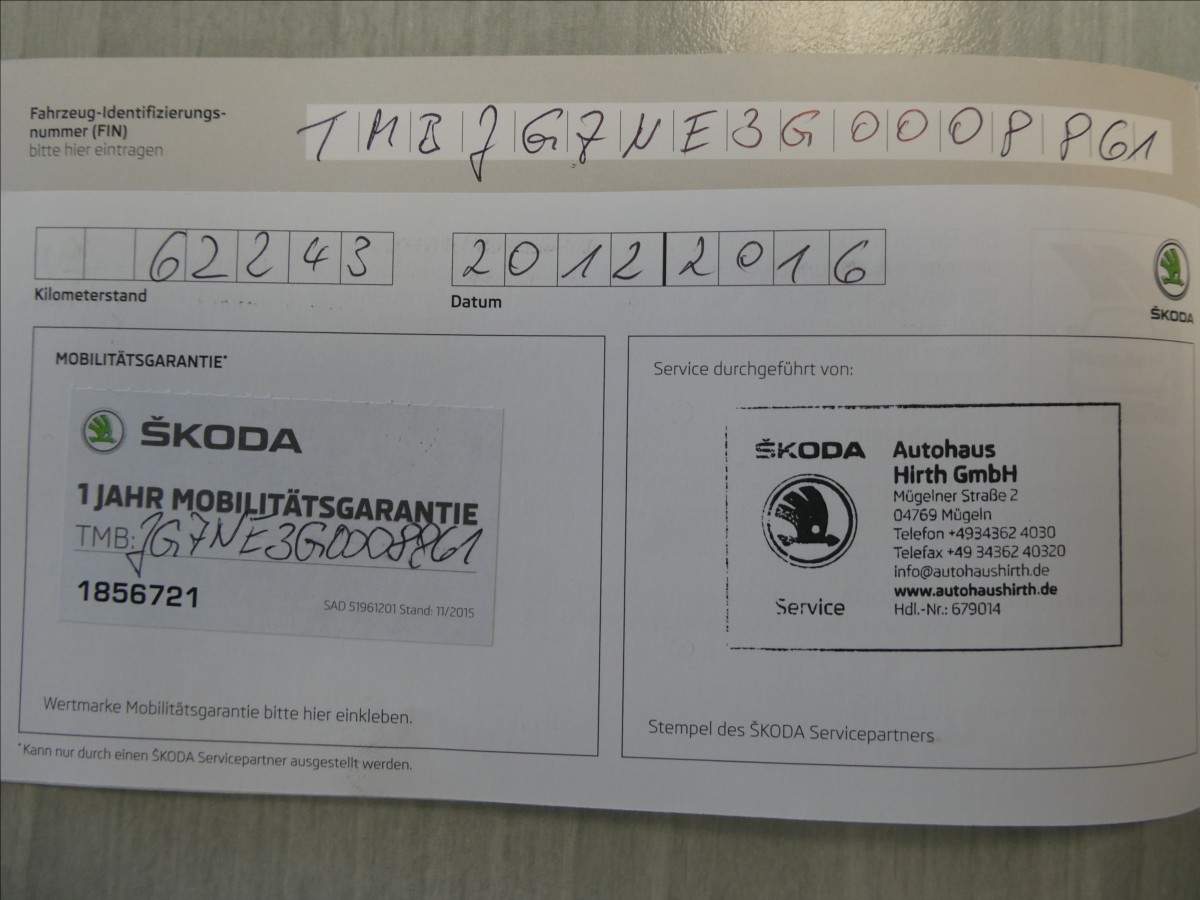 Fahrzeug-Identifizierungs-
nummer (FIN)
bitte hier eintragen
TMBJG7NE3G0008861
62243
Kilometerstand
20122016
Datum
ŠKODA
MOBILITÄTSGARANTIE*
ŠKODA
1 JAHR MOBILITÄTSGARANTIE
TMB: JG7NE3G0008861
1856721
SAD 51961201 Stand: 11/2015
Wertmarke Mobilitätsgarantie bitte hier einkleben.
*Kann nur durch einen ŠKODA Servicepartner ausgestellt werden.
Service durchgeführt von:
ŠKODA
Service
Autohaus
Hirth GmbH
Mügelner Straße 2
04769 Mügeln
Telefon +4934362 4030
Telefax +49 34362 40320
info@autohaushirth.de
www.autohaushirth.de
Hdl.-Nr.: 679014
Stempel des ŠKODA Servicepartners